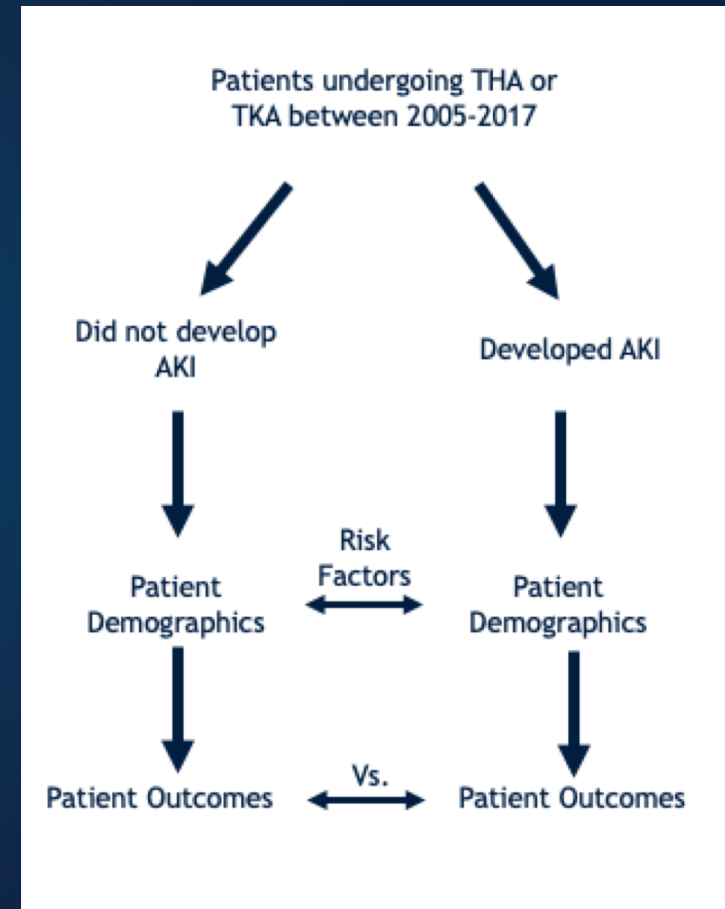 Patients undergoing THA or
TKA between 2005-2017
Did not develop
AKI
Developed AKI
Risk
Factors
Patient
Demographics
Patient
Demographics
Vs.
Patient Outcomes
Patient Outcomes